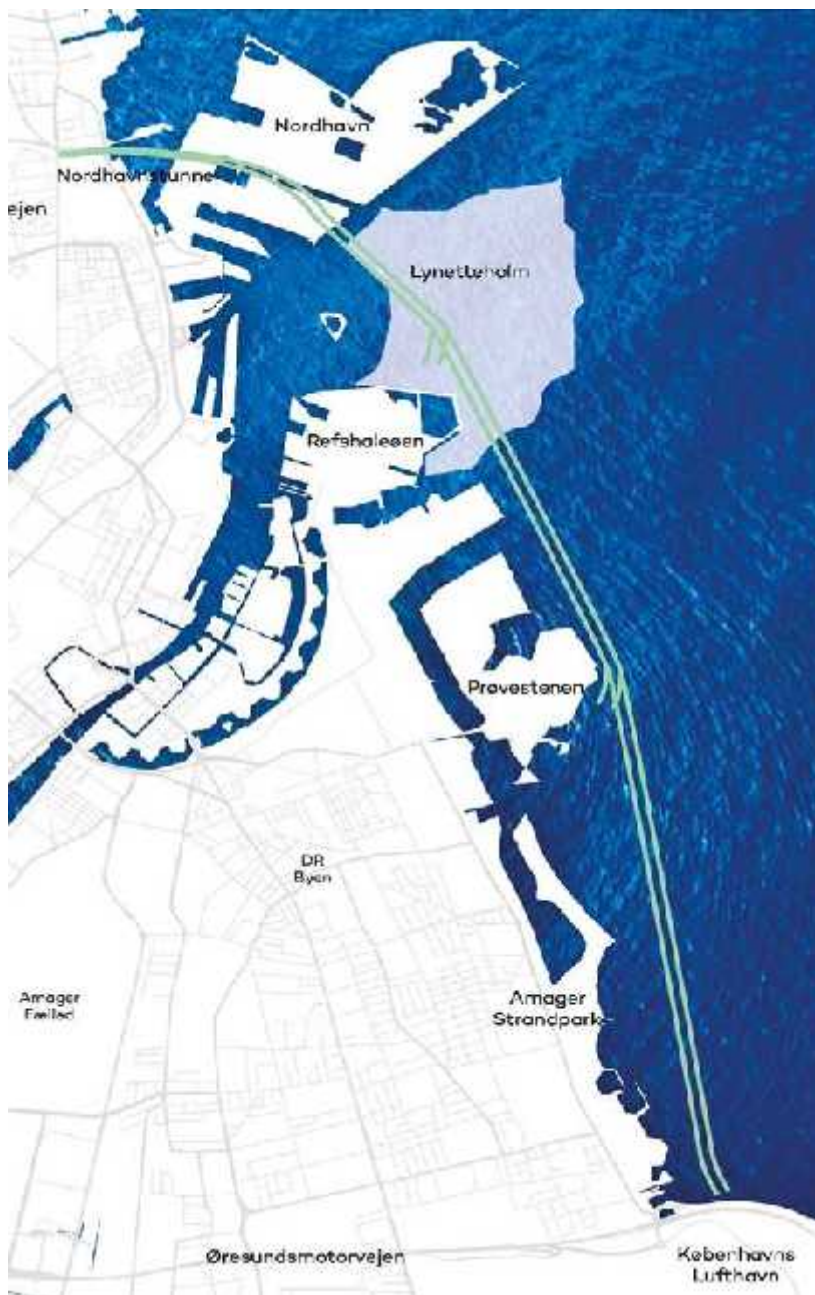 Nordhavn
Nordhavnstunnel
ejen
Lynetteholm
Refshaleøen
Prøvestenen
DR
Byen
Amager
Fælled
Amager
Strandpark
Øresundsmotorvejen
Københavns
Lufthavn